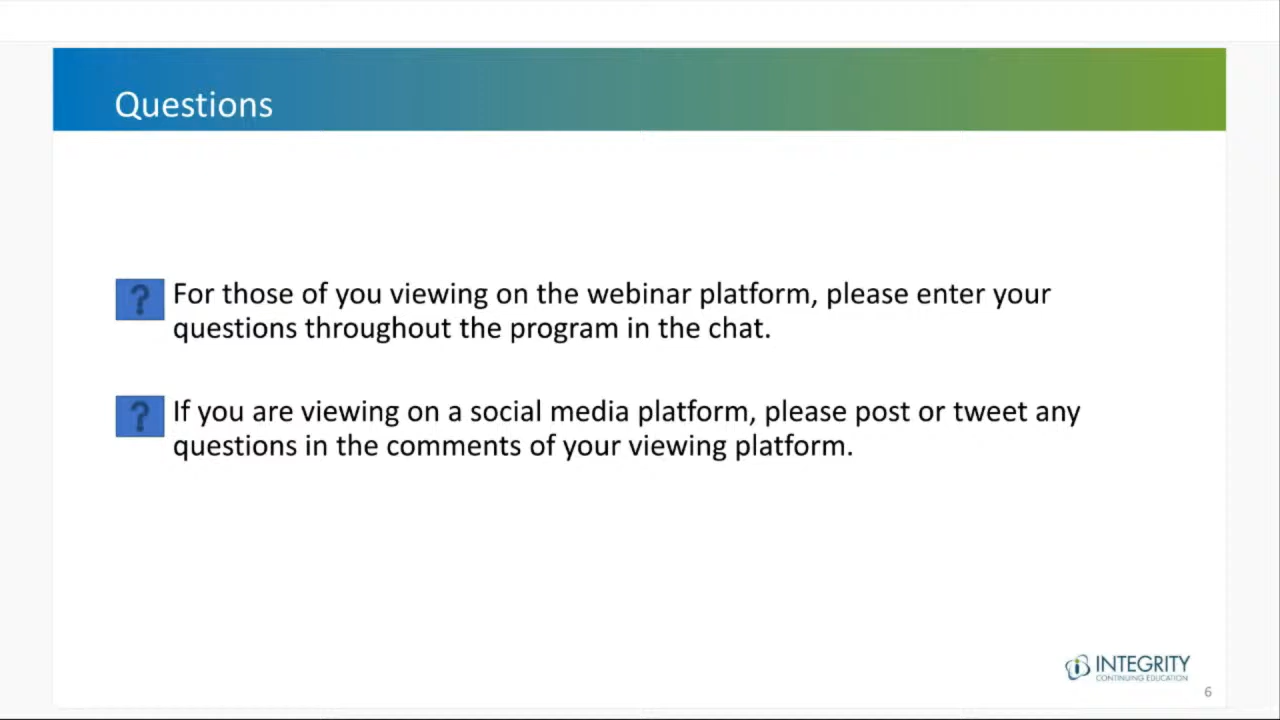 Questions
? For those of you viewing on the webinar platform, please enter your
questions throughout the program in the chat.
? If you are viewing on a social media platform, please post or tweet any
questions in the comments of your viewing platform.
INTEGRITY
CONTINUING EDUCATION
6